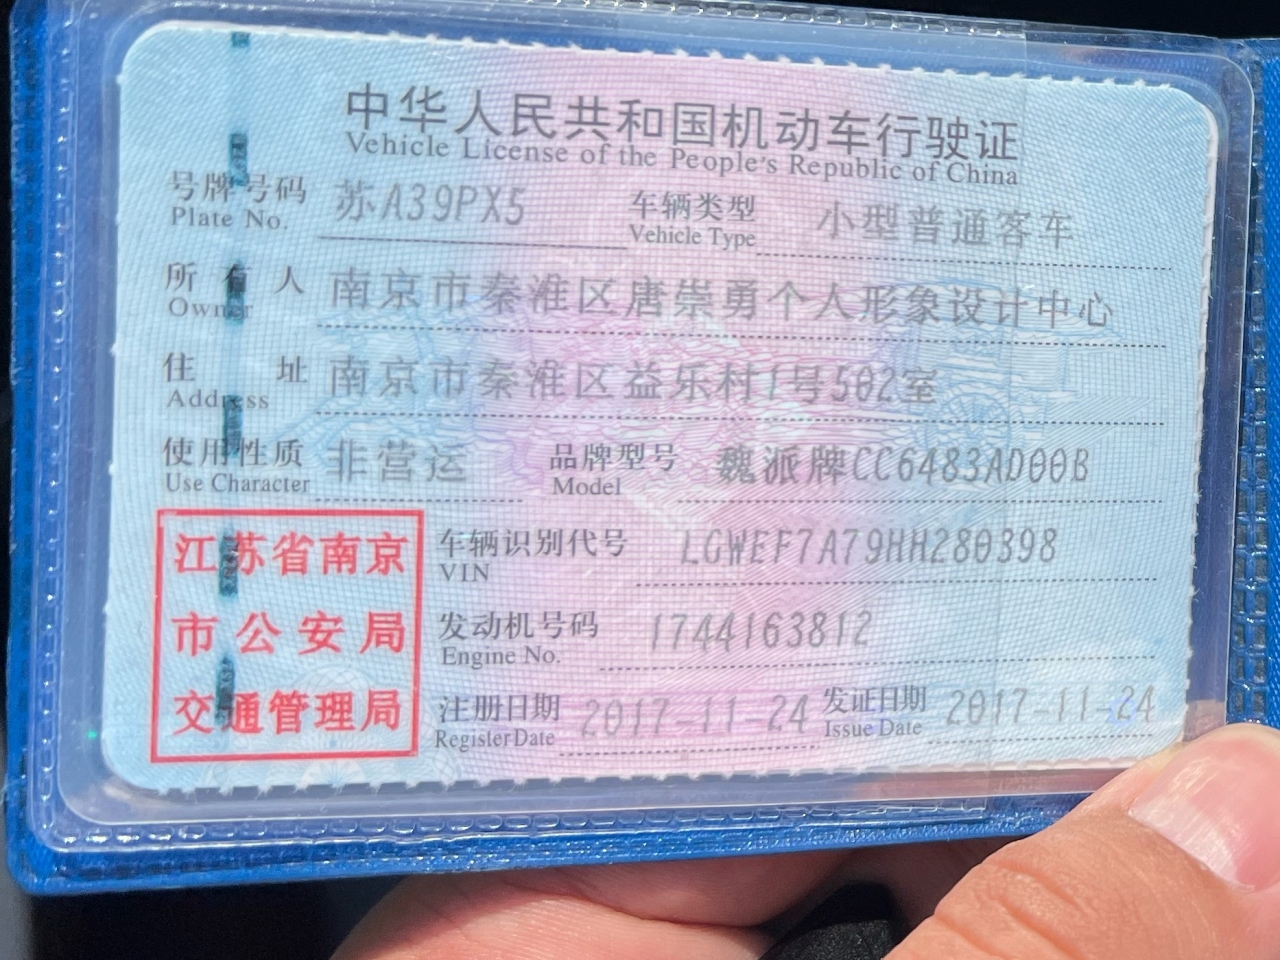 中华人民共和国机动车行驶证
Vehicle License of the People's Republic of China
号牌号码 苏A39PX5 车辆类型 小型普通客车
Plate No. Vehicle Type
所有人 南京市秦淮区唐崇勇个人形象设计中心
Owner
住址 南京市秦淮区益乐村1号502室
Address
使用性质 非营运 品牌型号 魏派牌CC6483AD00B
Use Character Model
江苏省南京
市公安局
交通管理局
车辆识别代号 LGWEF7A79HH280398
VIN
发动机号码 1744163812
Engine No.
注册日期 2017-11-24 发证日期 2017-11-24
Register Date Issue Date